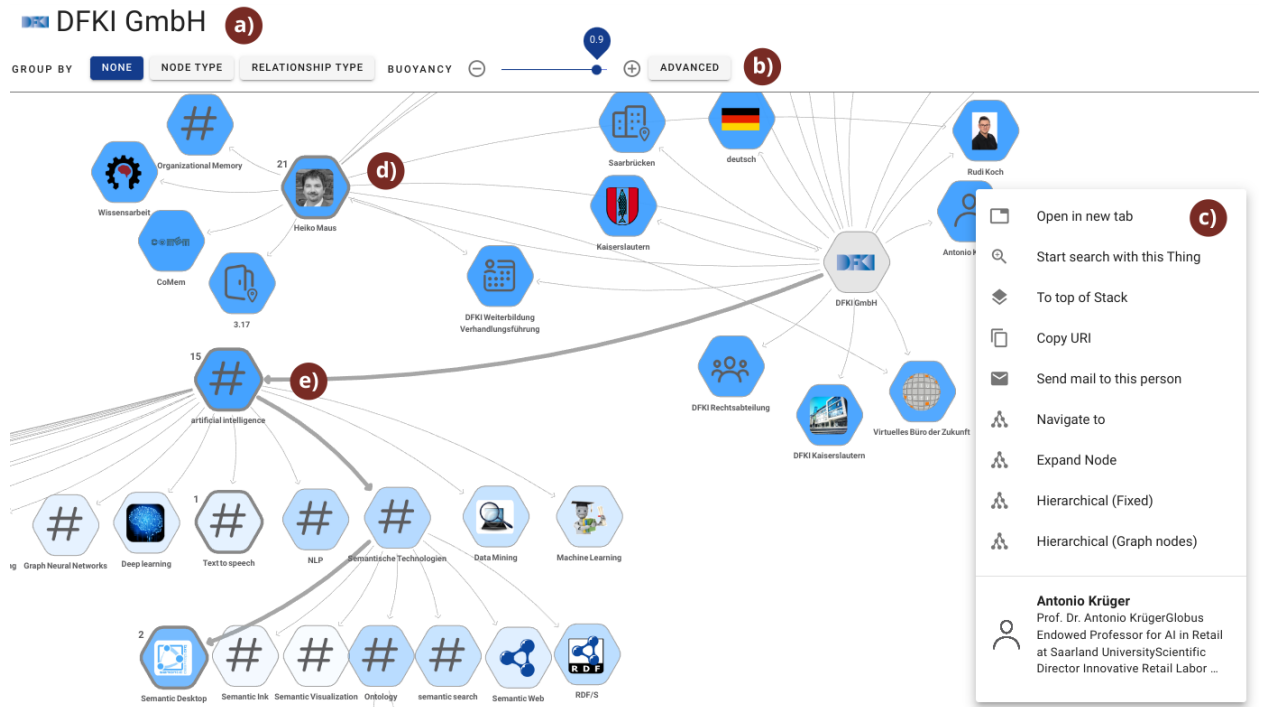 DFKI GmbH a)
GROUP BY NONE NODE TYPE RELATIONSHIP TYPE BUOYANCY 0.9 ADVANCED b)
Organizational Memory
Wissensarbeit
CoMem
3.17
21
Heiko Maus
d)
DFKI Weiterbildung
Verhandlungsführung
Saarbrücken
deutsch
Kaiserslautern
Rudi Koch
Antonio K
DFKI
DFKI GmbH
DFKI Rechtsabteilung
DFKI Kaiserslautern
Virtuelles Büro der Zukunft
15
artificial intelligence
e)
Graph Neural Networks
Deep learning
1
Text to speech
NLP
Semantische Technologien
Data Mining
Machine Learning
2
Semantic Desktop
Semantic Ink
Semantic Visualization
Ontology
semantic search
Semantic Web
RDF
RDF/S
c)
Open in new tab
Start search with this Thing
To top of Stack
Copy URI
Send mail to this person
Navigate to
Expand Node
Hierarchical (Fixed)
Hierarchical (Graph nodes)
Antonio Krüger
Prof. Dr. Antonio KrügerGlobus
Endowed Professor for AI in Retail
at Saarland UniversityScientific
Director Innovative Retail Labor ...